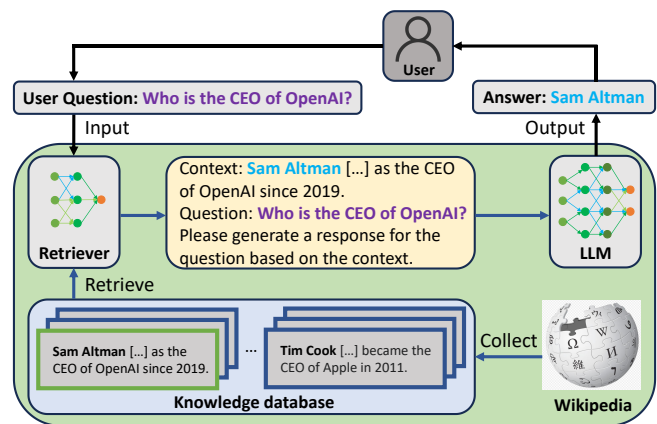 User
User Question: Who is the CEO of OpenAI?
Answer: Sam Altman
Input
Output
Context: Sam Altman [...] as the CEO
of OpenAI since 2019.
Question: Who is the CEO of OpenAI?
Please generate a response for the
question based on the context.
Retriever
LLM
Retrieve
Sam Altman [...] as the
CEO of OpenAI since 2019.
...
Tim Cook [...] became the
CEO of Apple in 2011.
Knowledge database
Collect
Ω
W
И
Wikipedia